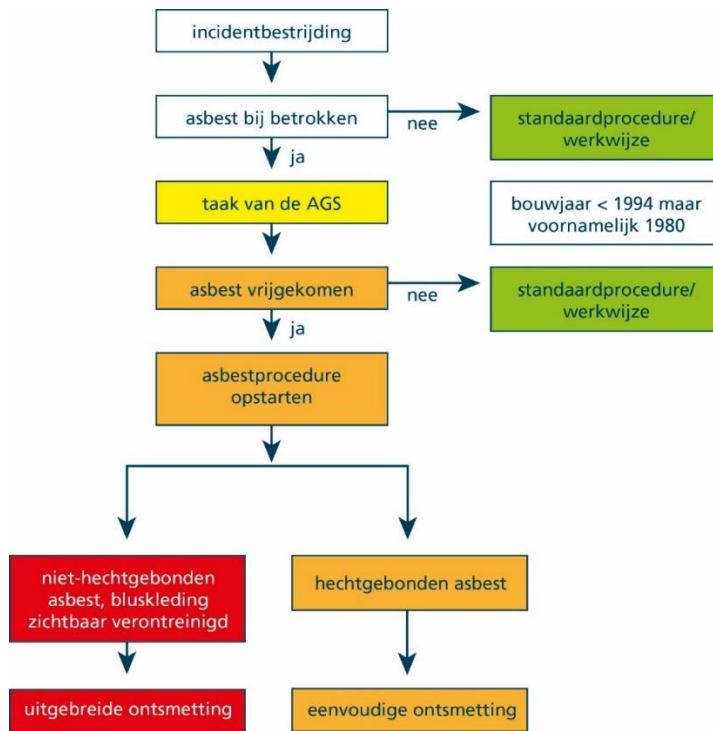 incidentbestrijding
asbest bij betrokken
nee
standaardprocedure/
werkwijze
ja
taak van de AGS
bouwjaar < 1994 maar
voornamelijk 1980
asbest vrijgekomen
nee
standaardprocedure/
werkwijze
ja
asbestprocedure
opstarten
niet-hechtgebonden
asbest, bluskleding
zichtbaar verontreinigd
hechtgebonden asbest
uitgebreide ontsmetting
eenvoudige ontsmetting